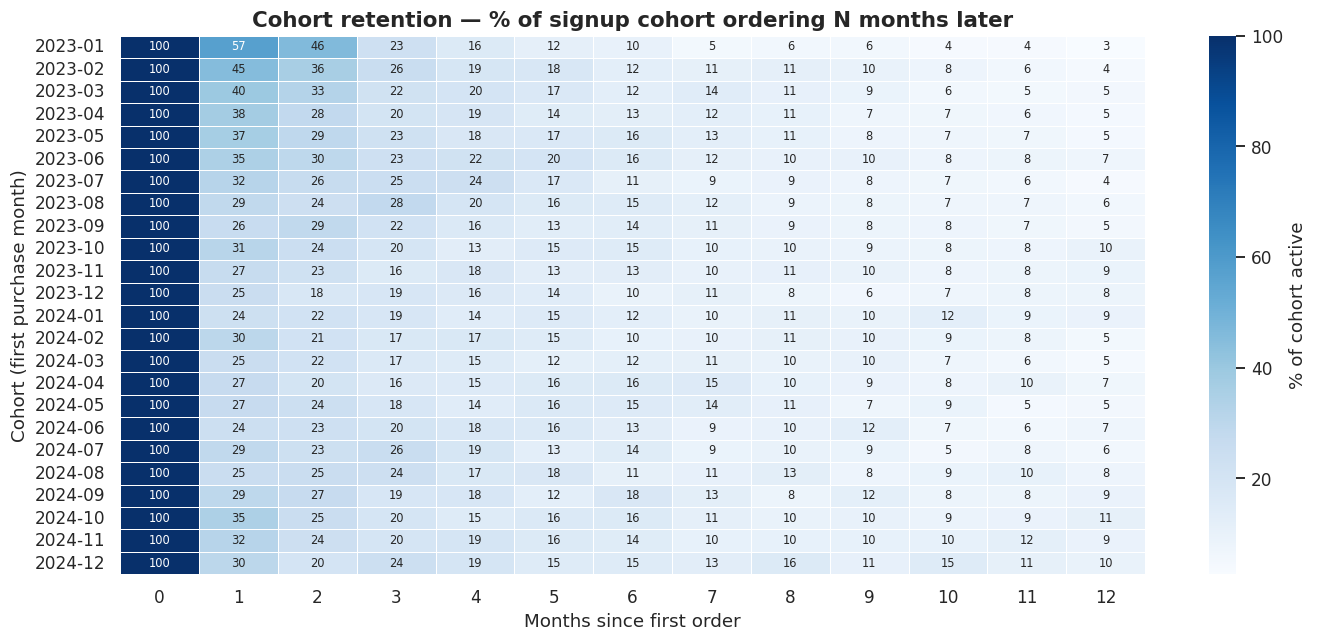 Cohort retention — % of signup cohort ordering N months later
2023-01 100 57 46 23 16 12 10 5 6 6 4 4 3
2023-02 100 45 36 26 19 18 12 11 11 10 8 6 4
2023-03 100 40 33 22 20 17 12 14 11 9 6 5 5
2023-04 100 38 28 20 19 14 13 12 11 7 7 6 5
2023-05 100 37 29 23 18 17 16 13 11 8 7 7 5
2023-06 100 35 30 23 22 20 16 12 10 10 8 8 7
2023-07 100 32 26 25 24 17 11 9 9 8 7 6 4
2023-08 100 29 24 28 20 16 15 12 9 8 7 7 6
2023-09 100 26 29 22 16 13 14 11 9 8 8 7 5
2023-10 100 31 24 20 13 15 15 10 10 9 8 8 10
2023-11 100 27 23 16 18 13 13 10 11 10 8 8 9
2023-12 100 25 18 19 16 14 10 11 8 6 7 8 8
2024-01 100 24 22 19 14 15 12 10 11 10 12 9 9
2024-02 100 30 21 17 17 15 10 10 11 10 9 8 5
2024-03 100 25 22 17 15 12 12 11 10 10 7 6 5
2024-04 100 27 20 16 15 16 16 15 10 9 8 10 7
2024-05 100 27 24 18 14 16 15 14 11 7 9 5 5
2024-06 100 24 23 20 18 16 13 9 10 12 7 6 7
2024-07 100 29 23 26 19 13 14 9 10 9 5 8 6
2024-08 100 25 25 24 17 18 11 11 13 8 9 10 8
2024-09 100 29 27 19 18 12 18 13 8 12 8 8 9
2024-10 100 35 25 20 15 16 16 11 10 10 9 9 11
2024-11 100 32 24 20 19 16 14 10 10 10 10 12 9
2024-12 100 30 20 24 19 15 15 13 16 11 15 11 10
0 1 2 3 4 5 6 7 8 9 10 11 12
Months since first order
Cohort (first purchase month)
100
80
60
40
20
% of cohort active